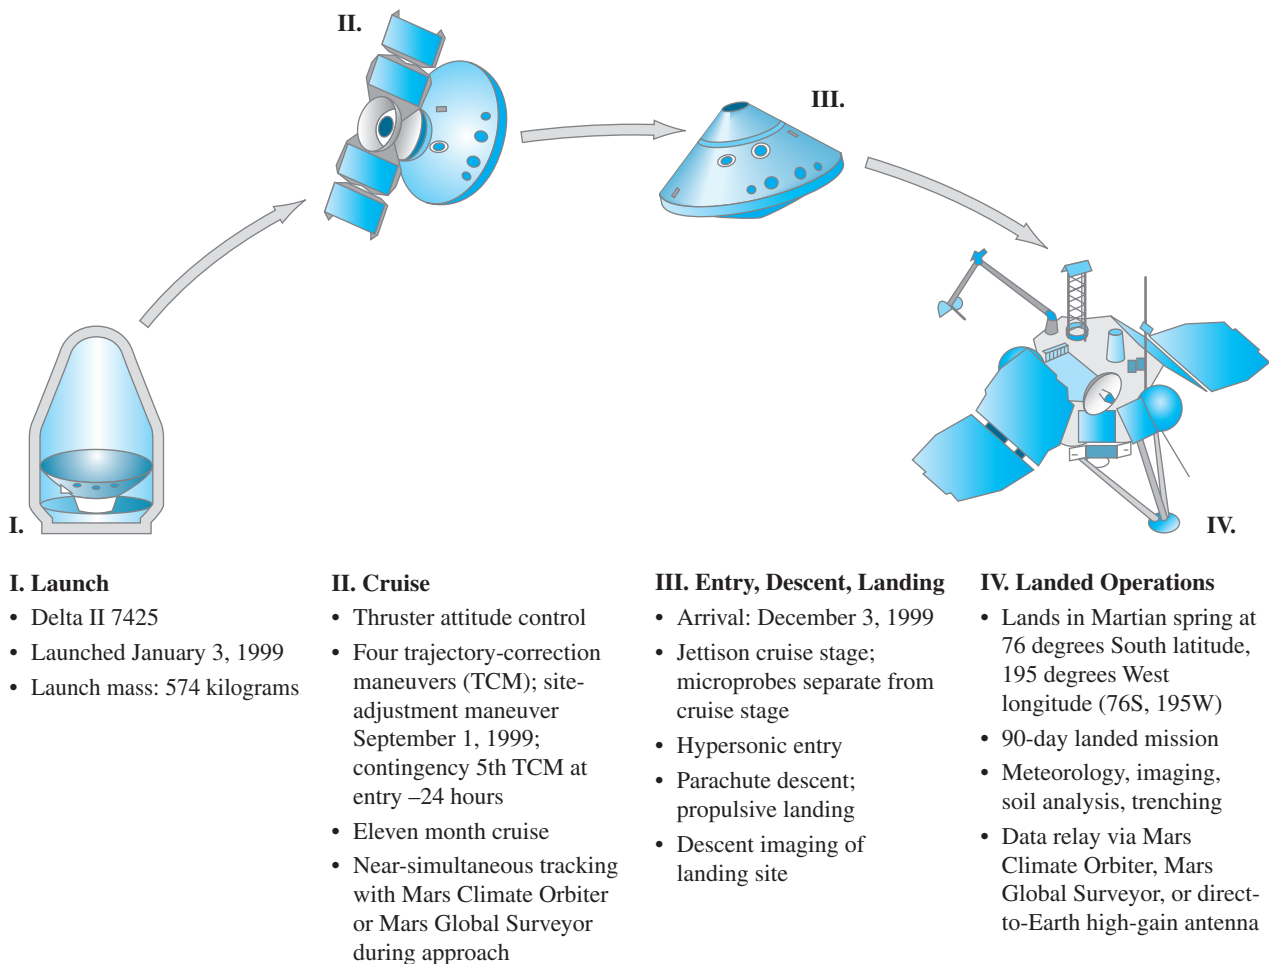 II.
III.
I.
IV.
I. Launch
• Delta II 7425
• Launched January 3, 1999
• Launch mass: 574 kilograms
II. Cruise
• Thruster attitude control
• Four trajectory-correction
maneuvers (TCM); site-
adjustment maneuver
September 1, 1999;
contingency 5th TCM at
entry –24 hours
• Eleven month cruise
• Near-simultaneous tracking
with Mars Climate Orbiter
or Mars Global Surveyor
during approach
III. Entry, Descent, Landing
• Arrival: December 3, 1999
• Jettison cruise stage;
microprobes separate from
cruise stage
• Hypersonic entry
• Parachute descent;
propulsive landing
• Descent imaging of
landing site
IV. Landed Operations
• Lands in Martian spring at
76 degrees South latitude,
195 degrees West
longitude (76S, 195W)
• 90-day landed mission
• Meteorology, imaging,
soil analysis, trenching
• Data relay via Mars
Climate Orbiter, Mars
Global Surveyor, or direct-
to-Earth high-gain antenna